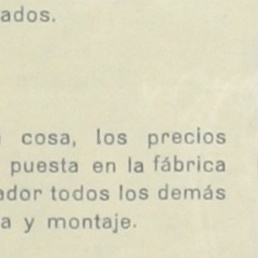 ados.
cosa, los precios
puesta en la fábrica
ador todos los demás
a y montaje.